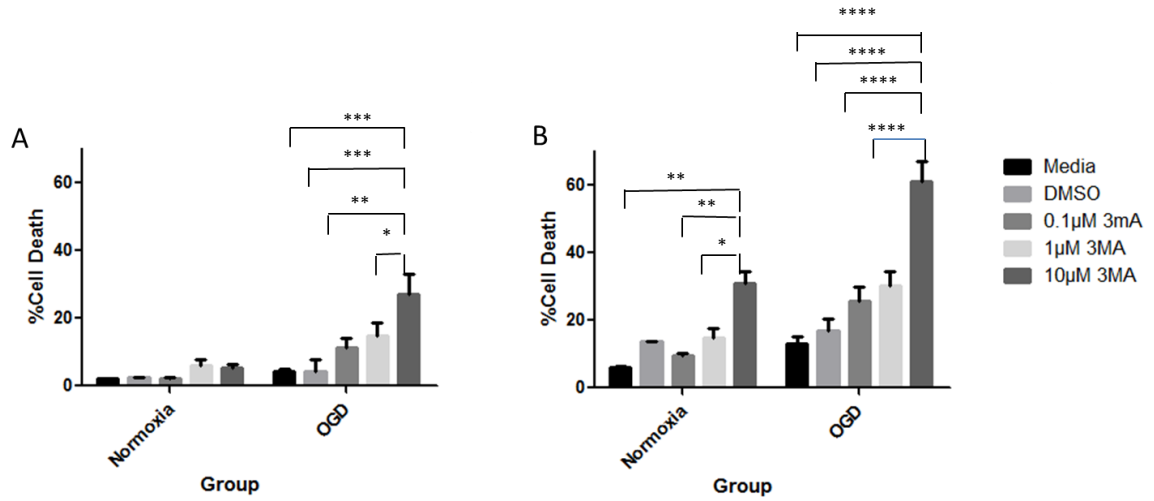 ****
****
****
A
B
***
****
***
**
**
**
*
*
60
40
20
0
%Cell Death
Normoxia
OGD
Group
60
40
20
0
%Cell Death
Normoxia
OGD
Group
Media
DMSO
0.1µM 3mA
1µM 3MA
10µM 3MA